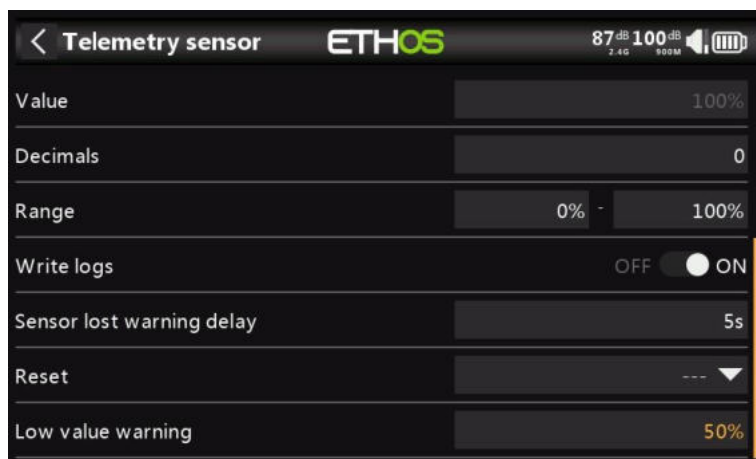 Telemetry sensor ETHOS 87dB 2.4G 100dB 900M
Value 100%
Decimals 0
Range 0% - 100%
Write logs OFF ON
Sensor lost warning delay 5s
Reset ---
Low value warning 50%